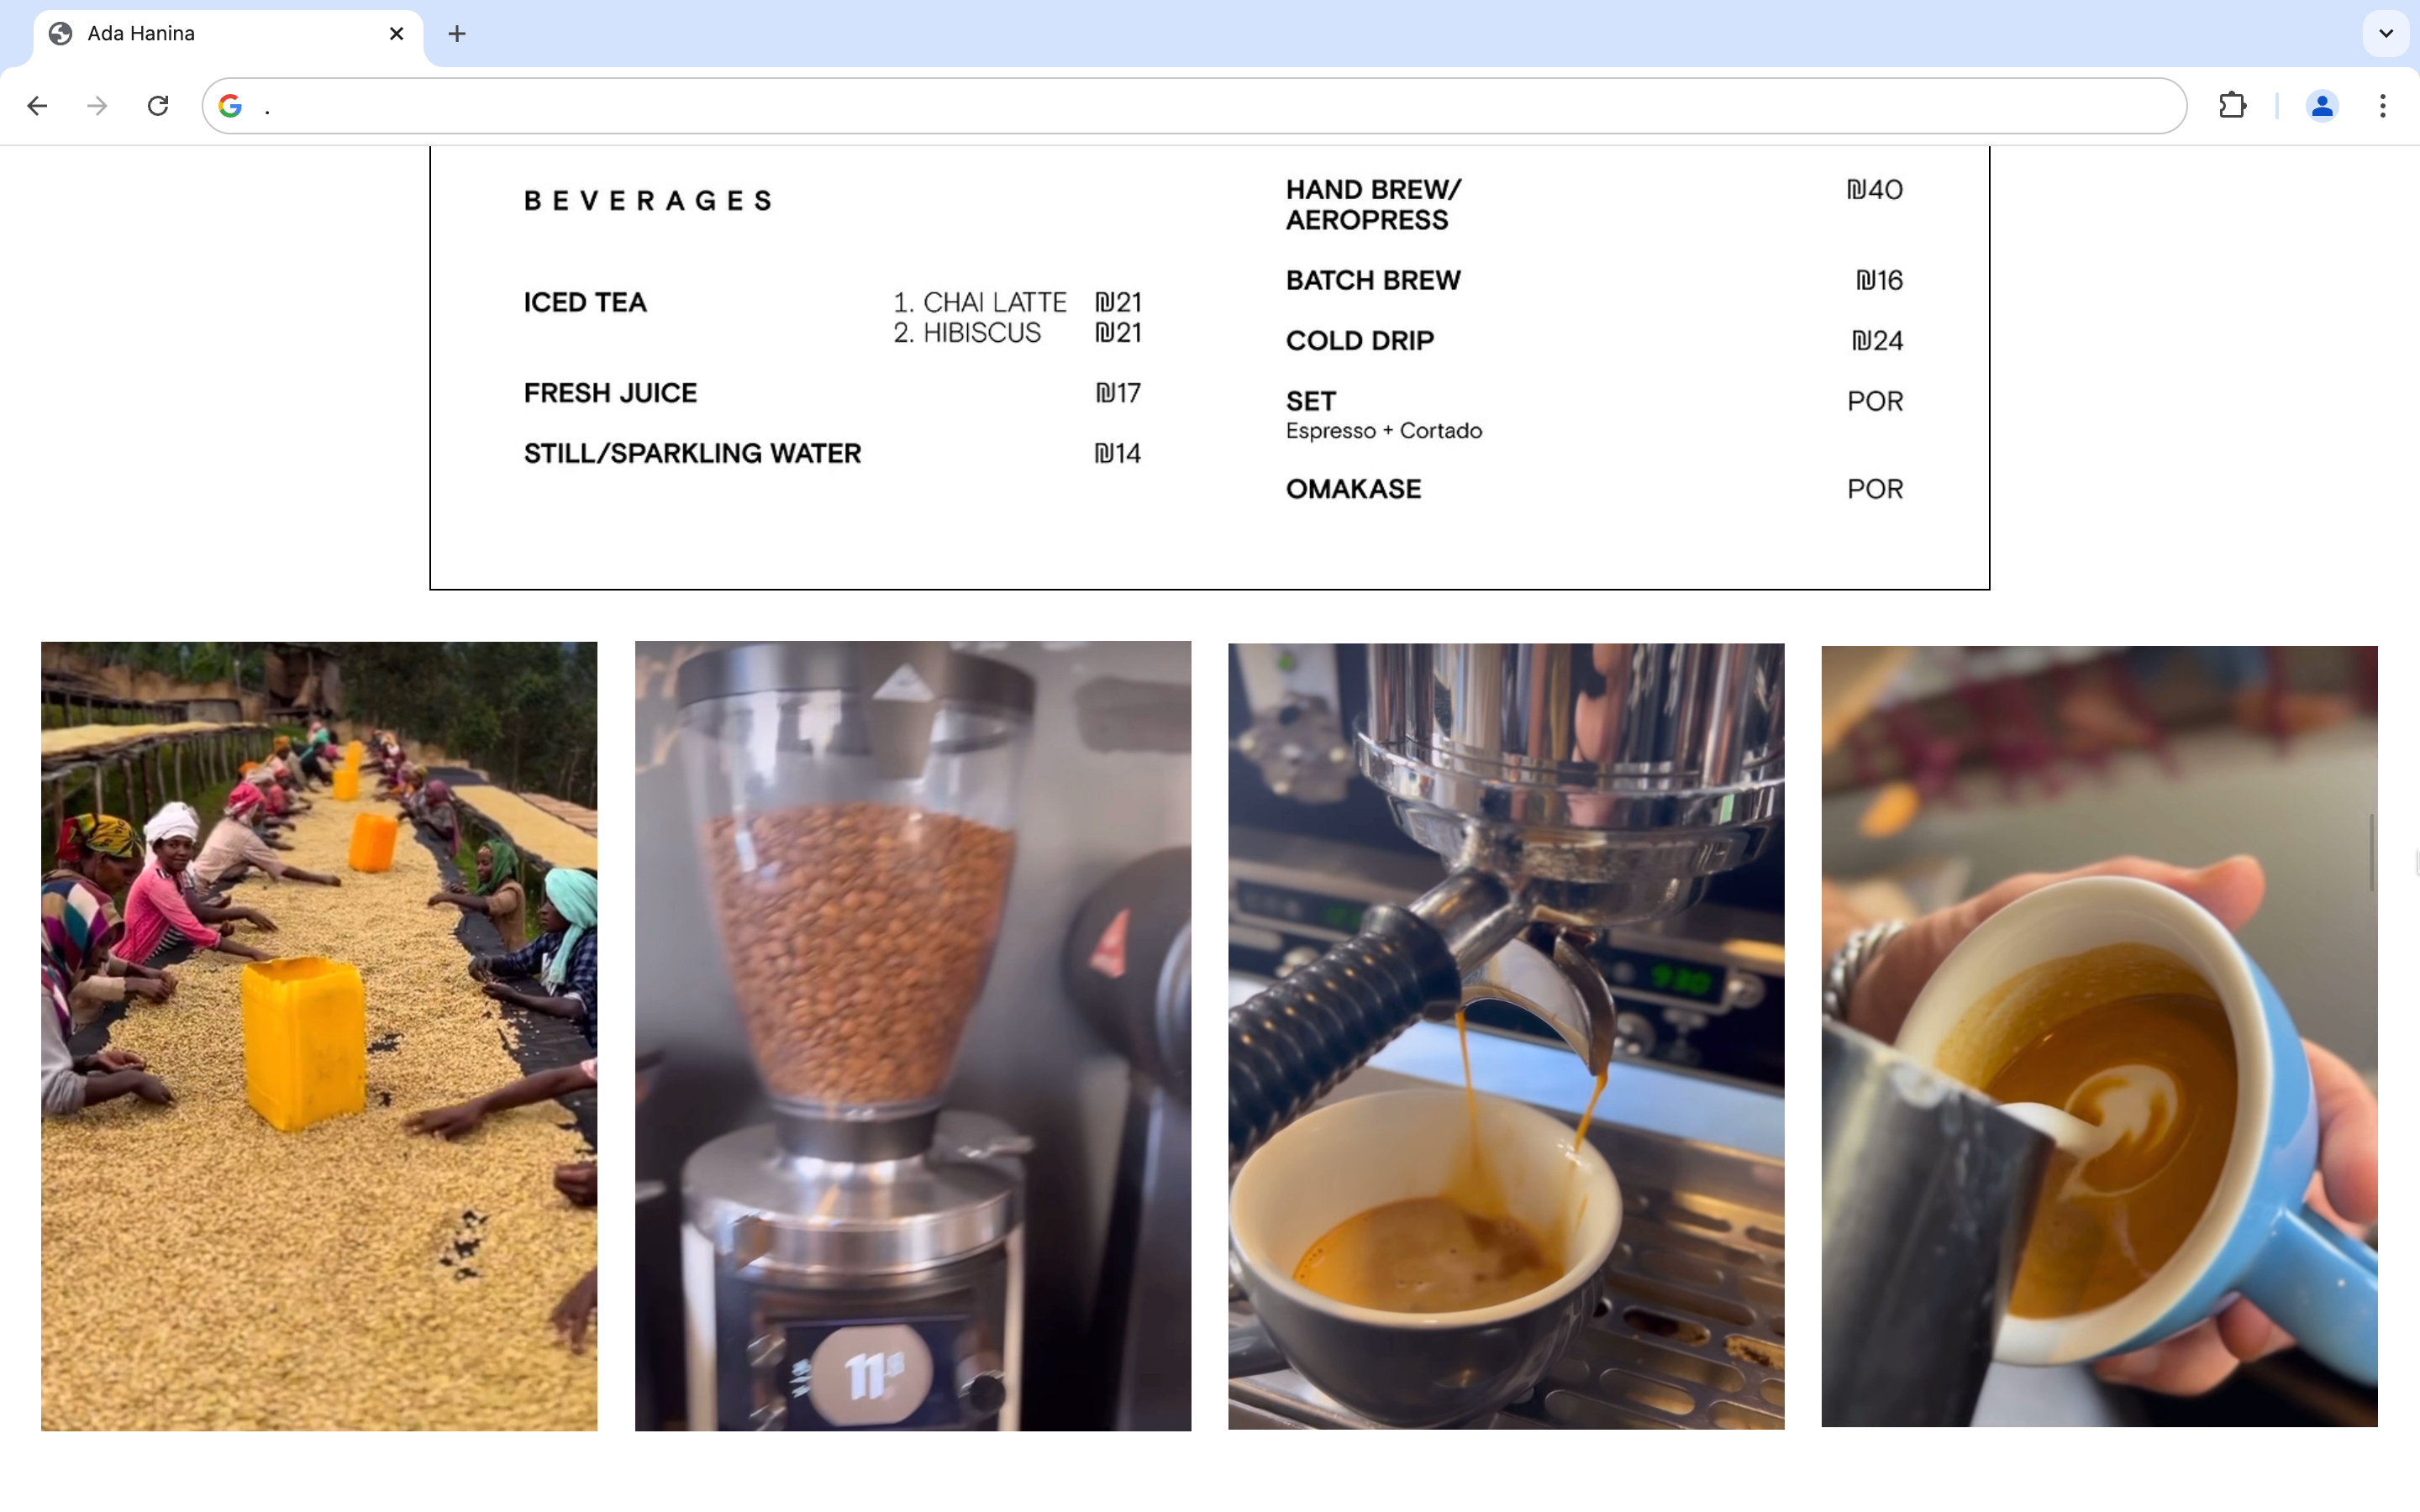 Ada Hanina
.
BEVERAGES
ICED TEA 1. CHAI LATTE ₪21
2. HIBISCUS ₪21
FRESH JUICE ₪17
STILL/SPARKLING WATER ₪14
HAND BREW/ ₪40
AEROPRESS
BATCH BREW ₪16
COLD DRIP ₪24
SET POR
Espresso + Cortado
OMAKASE POR
930